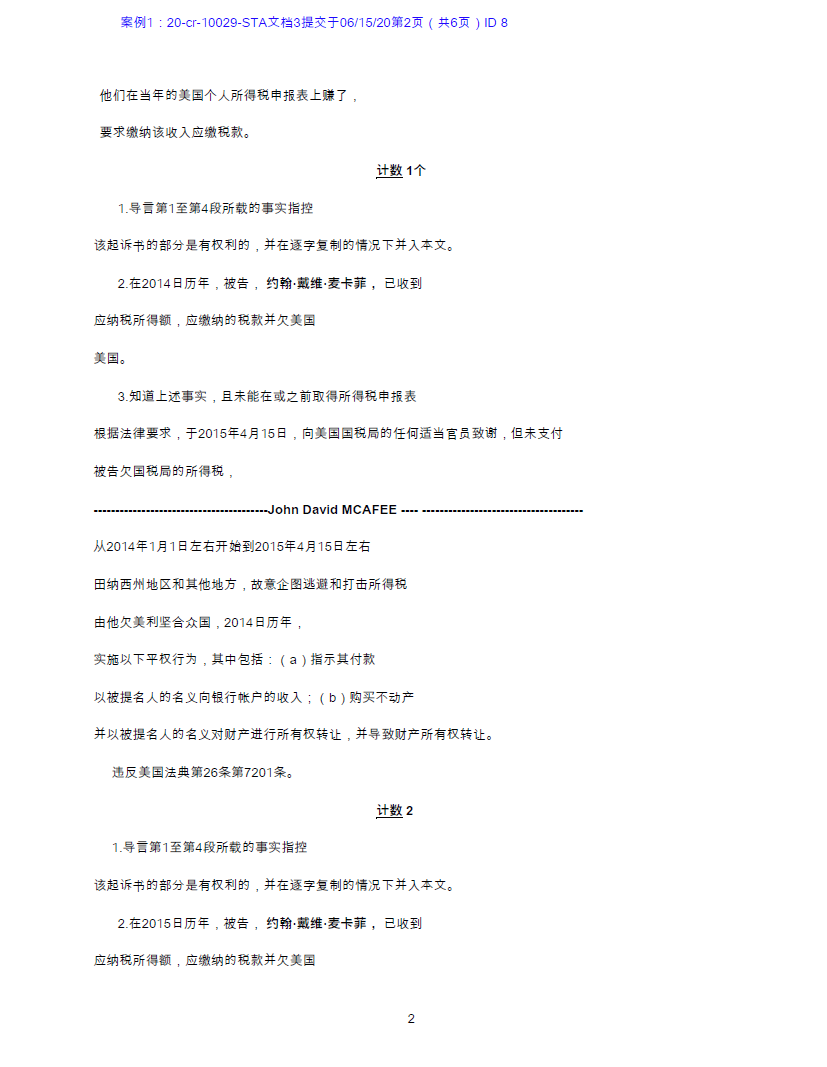 案例1：20-cr-10029-STA文档3提交于06/15/20第2页（共6页）ID 8
他们在当年的美国个人所得税申报表上赚了，
要求缴纳该收入应缴税款。
计数 1个
1.导言第1至第4段所载的事实指控
该起诉书的部分是有权利的，并在逐字复制的情况下并入本文。
2.在2014日历年，被告， 约翰·戴维·麦卡菲， 已收到
应纳税所得额，应缴纳的税款并欠美国
美国。
3.知道上述事实，且未能在或之前取得所得税申报表
根据法律要求，于2015年4月15日，向美国国税局的任何适当官员致谢，但未支付
被告欠国税局的所得税，
----------------------------------------John David MCAFEE ---- -------------------------------------
从2014年1月1日左右开始到2015年4月15日左右
田纳西州地区和其他地方，故意企图逃避和打击所得税
由他欠美利坚合众国，2014日历年，
实施以下平权行为，其中包括：（a）指示其付款
以被提名人的名义向银行帐户的收入；（b）购买不动产
并以被提名人的名义对财产进行所有权转让，并导致财产所有权转让。
违反美国法典第26条第7201条。
计数 2
1.导言第1至第4段所载的事实指控
该起诉书的部分是有权利的，并在逐字复制的情况下并入本文。
2.在2015日历年，被告， 约翰·戴维·麦卡菲， 已收到
应纳税所得额，应缴纳的税款并欠美国
2